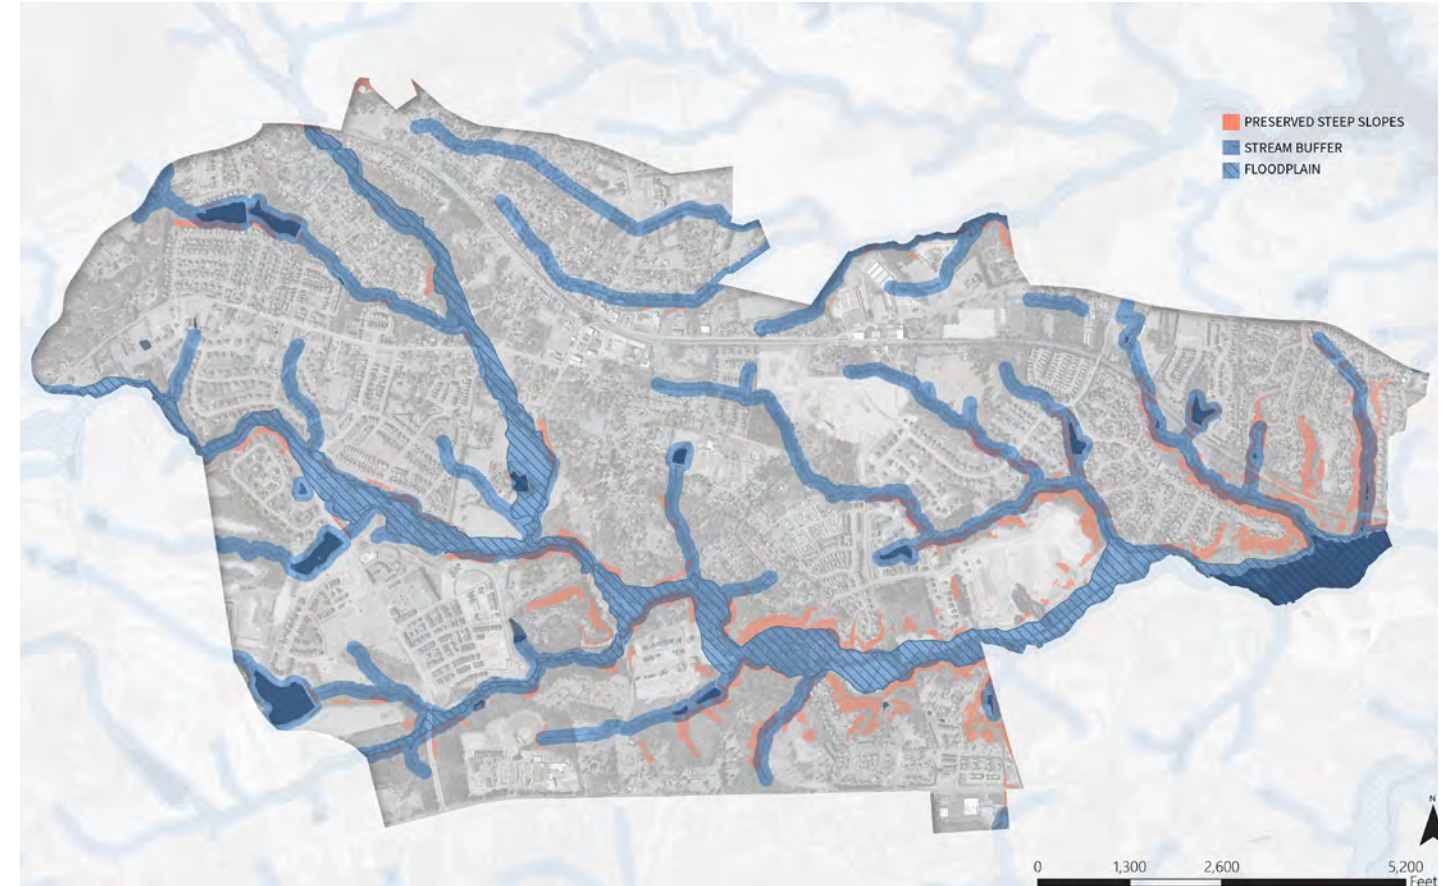 PRESERVED STEEP SLOPES
STREAM BUFFER
FLOODPLAIN
N
0 1,300 2,600 5,200
Feet